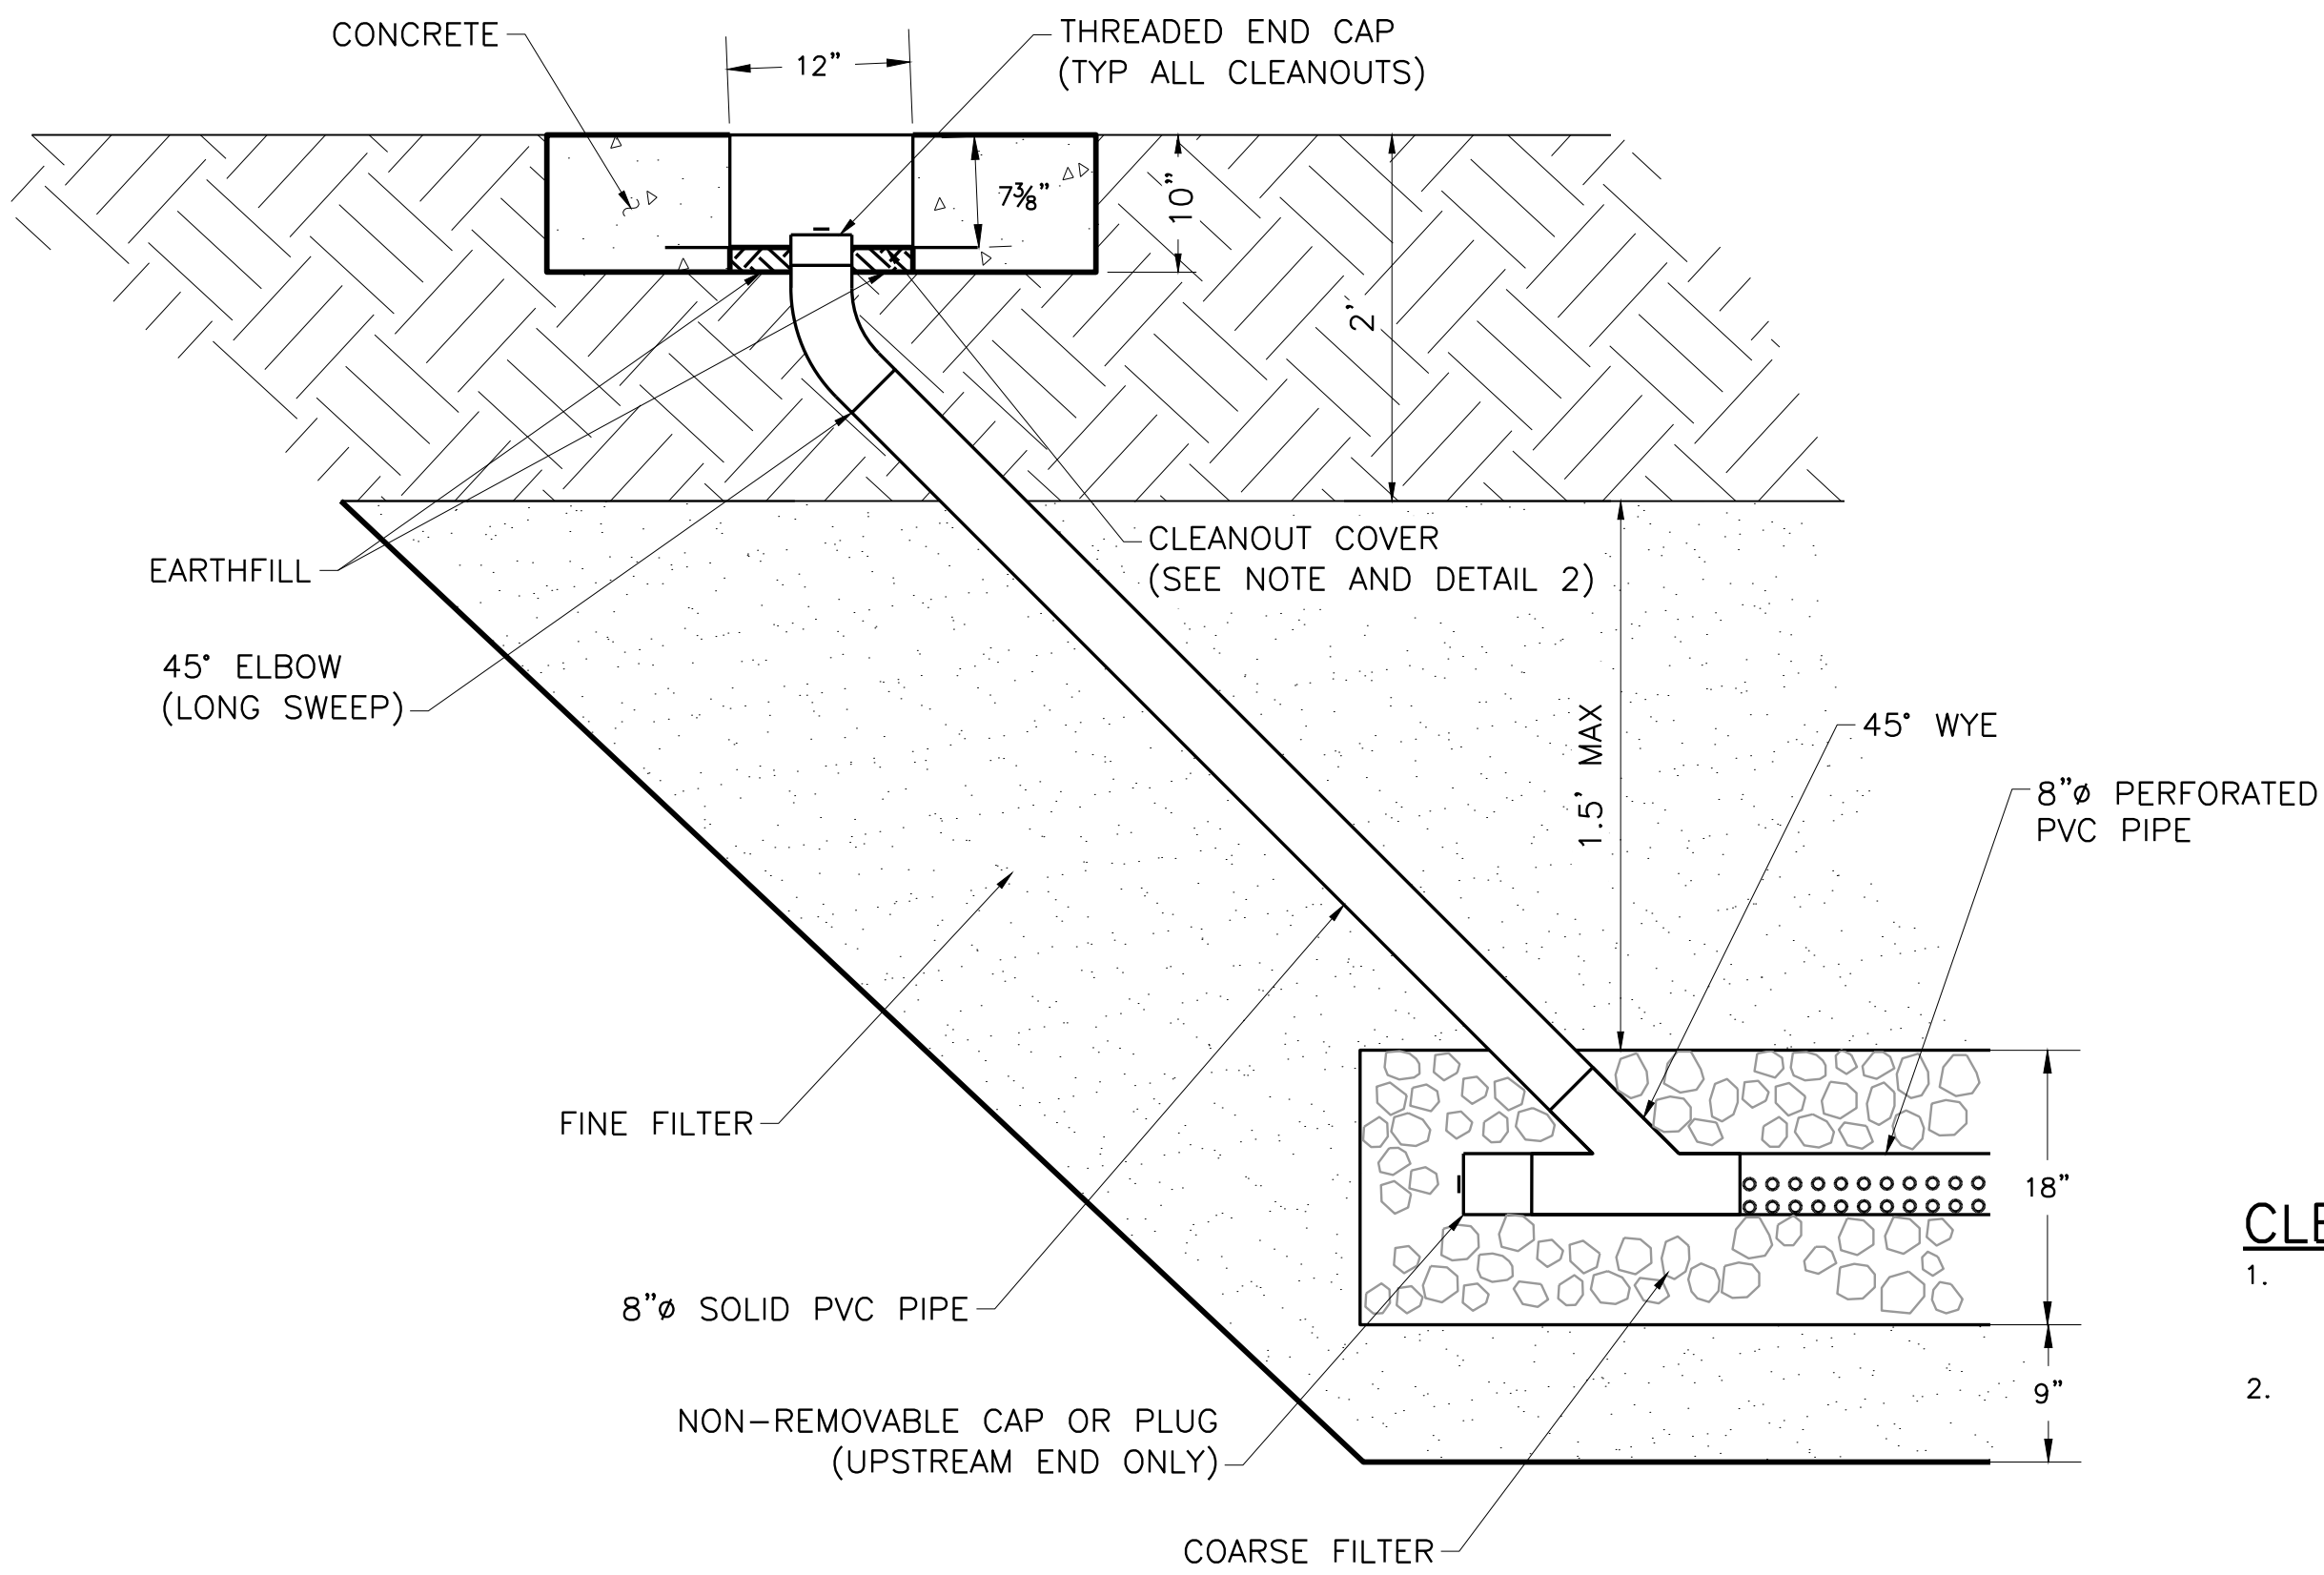 CONCRETE
12"
THREADED END CAP
(TYP ALL CLEANOUTS)
7⅜"
10"
2'
CLEANOUT COVER
(SEE NOTE AND DETAIL 2)
EARTHFILL
45° ELBOW
(LONG SWEEP)
1.5' MAX
45° WYE
8"ø PERFORATED
PVC PIPE
FINE FILTER
18"
8"ø SOLID PVC PIPE
CLE
1.
2.
9"
NON-REMOVABLE CAP OR PLUG
(UPSTREAM END ONLY)
COARSE FILTER